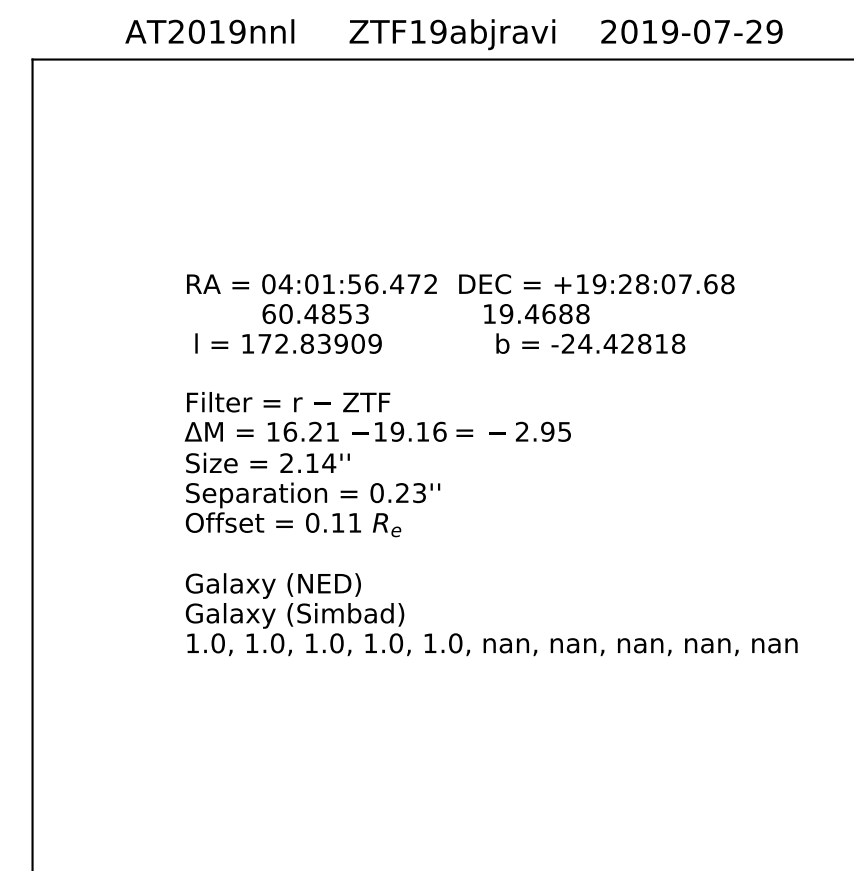 AT2019nnl ZTF19abjravi 2019-07-29
RA = 04:01:56.472 DEC = +19:28:07.68
60.4853 19.4688
l = 172.83909 b = -24.42818
Filter = r − ZTF
ΔM = 16.21 −19.16 = − 2.95
Size = 2.14''
Separation = 0.23''
Offset = 0.11 Rₑ
Galaxy (NED)
Galaxy (Simbad)
1.0, 1.0, 1.0, 1.0, 1.0, nan, nan, nan, nan, nan